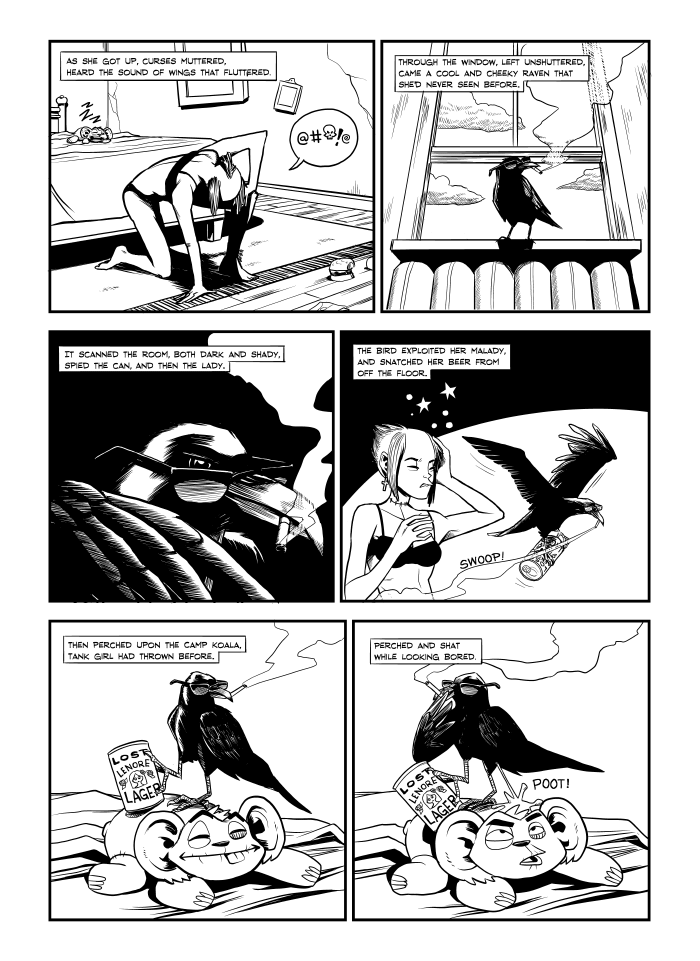 AS SHE GOT UP, CURSES MUTTERED,
HEARD THE SOUND OF WINGS THAT FLUTTERED.
ZZZ
@#!@
THROUGH THE WINDOW, LEFT UNSHUTTERED,
CAME A COOL AND CHEEKY RAVEN THAT
SHE'D NEVER SEEN BEFORE.
IT SCANNED THE ROOM, BOTH DARK AND SHADY,
SPIED THE CAN, AND THEN THE LADY.
THE BIRD EXPLOITED HER MALADY,
AND SNATCHED HER BEER FROM
OFF THE FLOOR.
SWOOP!
THEN PERCHED UPON THE CAMP KOALA,
TANK GIRL HAD THROWN BEFORE.
LOST
LENORE
LAGER
PERCHED AND SHAT
WHILE LOOKING BORED.
LOST
LENORE
LAGER
POOT!